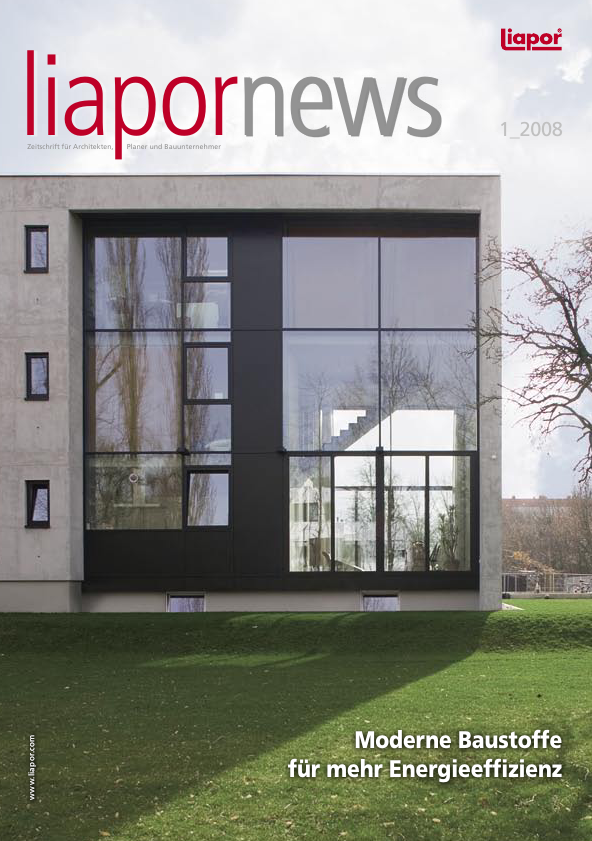 liapor®
liapornews
1_2008
Zeitschrift für Architekten, Planer und Bauunternehmer
Moderne Baustoffe
für mehr Energieeffizienz
www.liapor.com